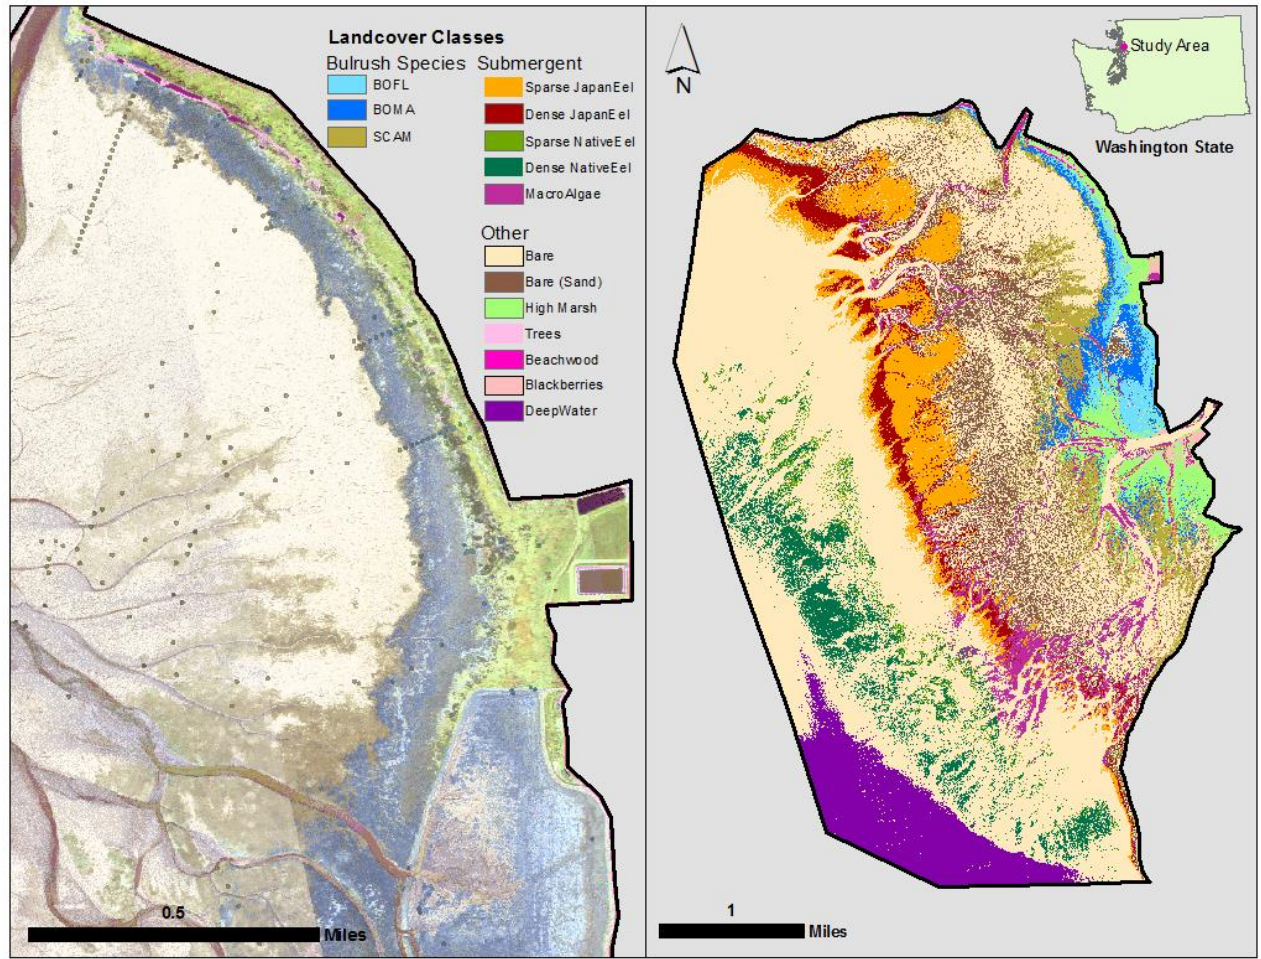 Landcover Classes
Bulrush Species
BOFL
BOMA
SCAM
Submergent
Sparse JapanEel
Dense JapanEel
Sparse NativeEel
Dense NativeEel
MacroAlgae
Other
Bare
Bare (Sand)
High Marsh
Trees
Beachwood
Blackberries
DeepWater
0.5
Miles
N
Study Area
Washington State
1
Miles